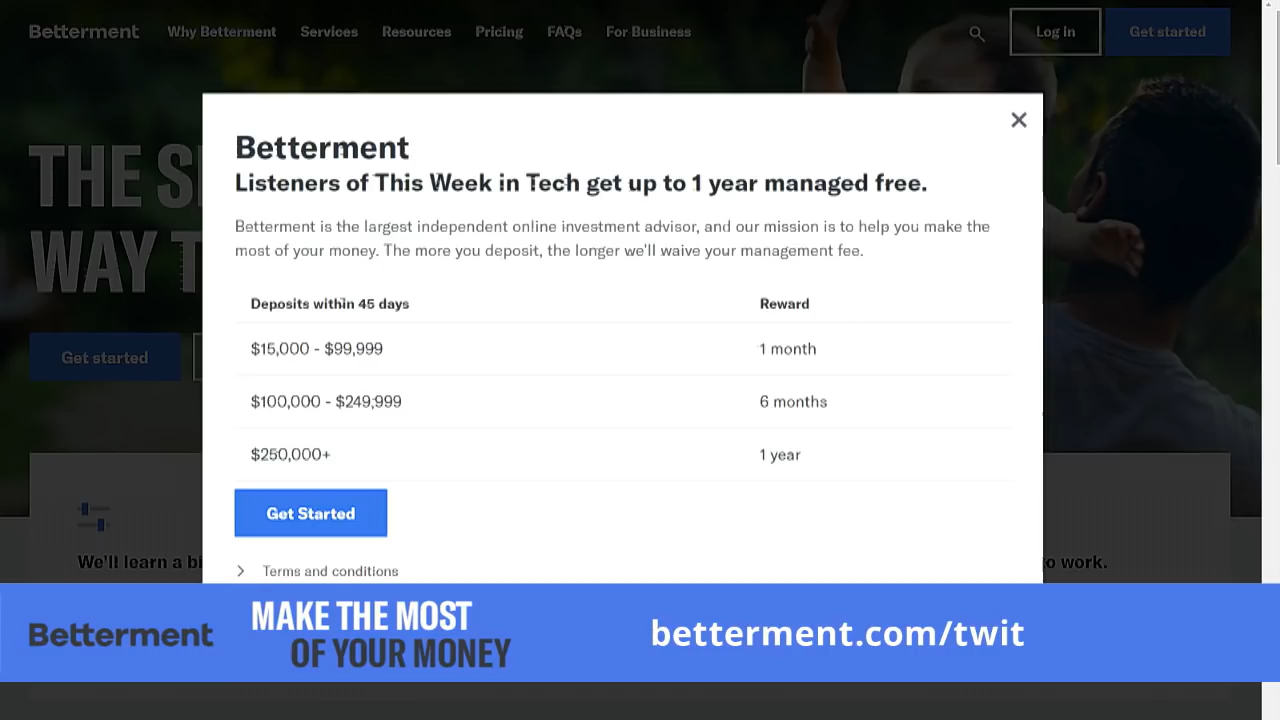 Betterment
Why Betterment Services Resources Pricing FAQs For Business Log in Get started
THE S
WAY T
Get started
Betterment
Listeners of This Week in Tech get up to 1 year managed free.
Betterment is the largest independent online investment advisor, and our mission is to help you make the
most of your money. The more you deposit, the longer we'll waive your management fee.
Deposits within 45 days Reward
$15,000 - $99,999 1 month
$100,000 - $249,999 6 months
$250,000+ 1 year
Get Started
Terms and conditions
We'll learn a bi
o work.
Betterment
MAKE THE MOST
OF YOUR MONEY
betterment.com/twit